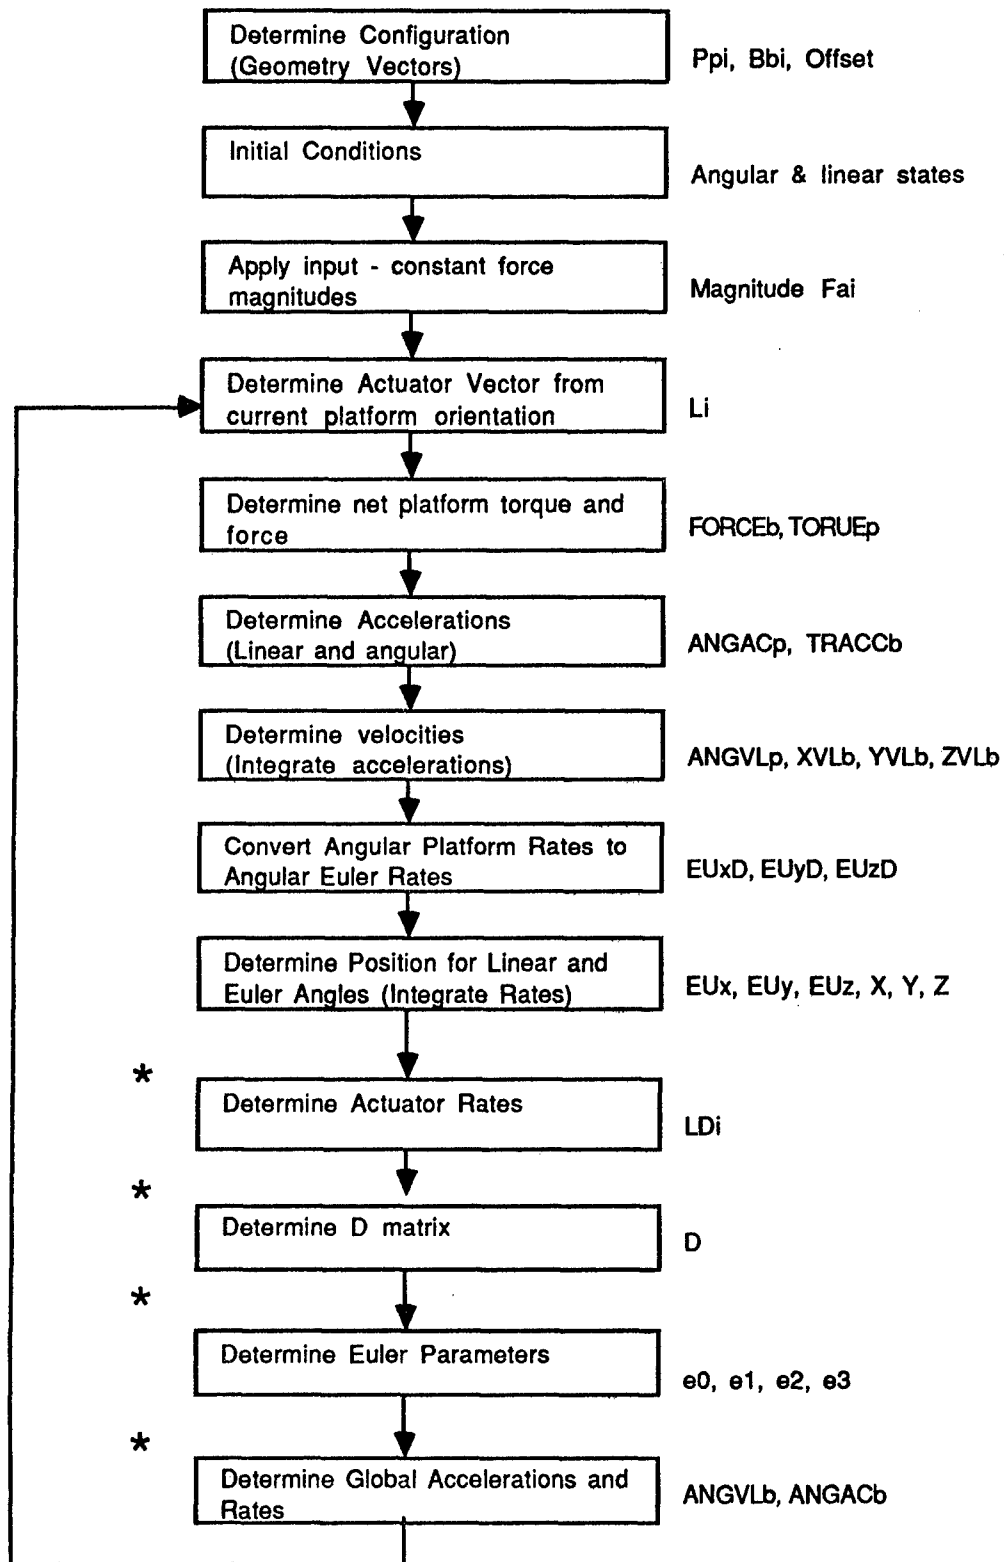 Determine Configuration
(Geometry Vectors)
Ppi, Bbi, Offset
Initial Conditions
Angular & linear states
Apply input - constant force
magnitudes
Magnitude Fai
Determine Actuator Vector from
current platform orientation
Li
Determine net platform torque and
force
FORCEb, TORUEp
Determine Accelerations
(Linear and angular)
ANGACp, TRACCb
Determine velocities
(Integrate accelerations)
ANGVLp, XVLb, YVLb, ZVLb
Convert Angular Platform Rates to
Angular Euler Rates
EUxD, EUyD, EUzD
Determine Position for Linear and
Euler Angles (Integrate Rates)
EUx, EUy, EUz, X, Y, Z
*
Determine Actuator Rates
LDi
*
Determine D matrix
D
*
Determine Euler Parameters
e0, e1, e2, e3
*
Determine Global Accelerations and
Rates
ANGVLb, ANGACb